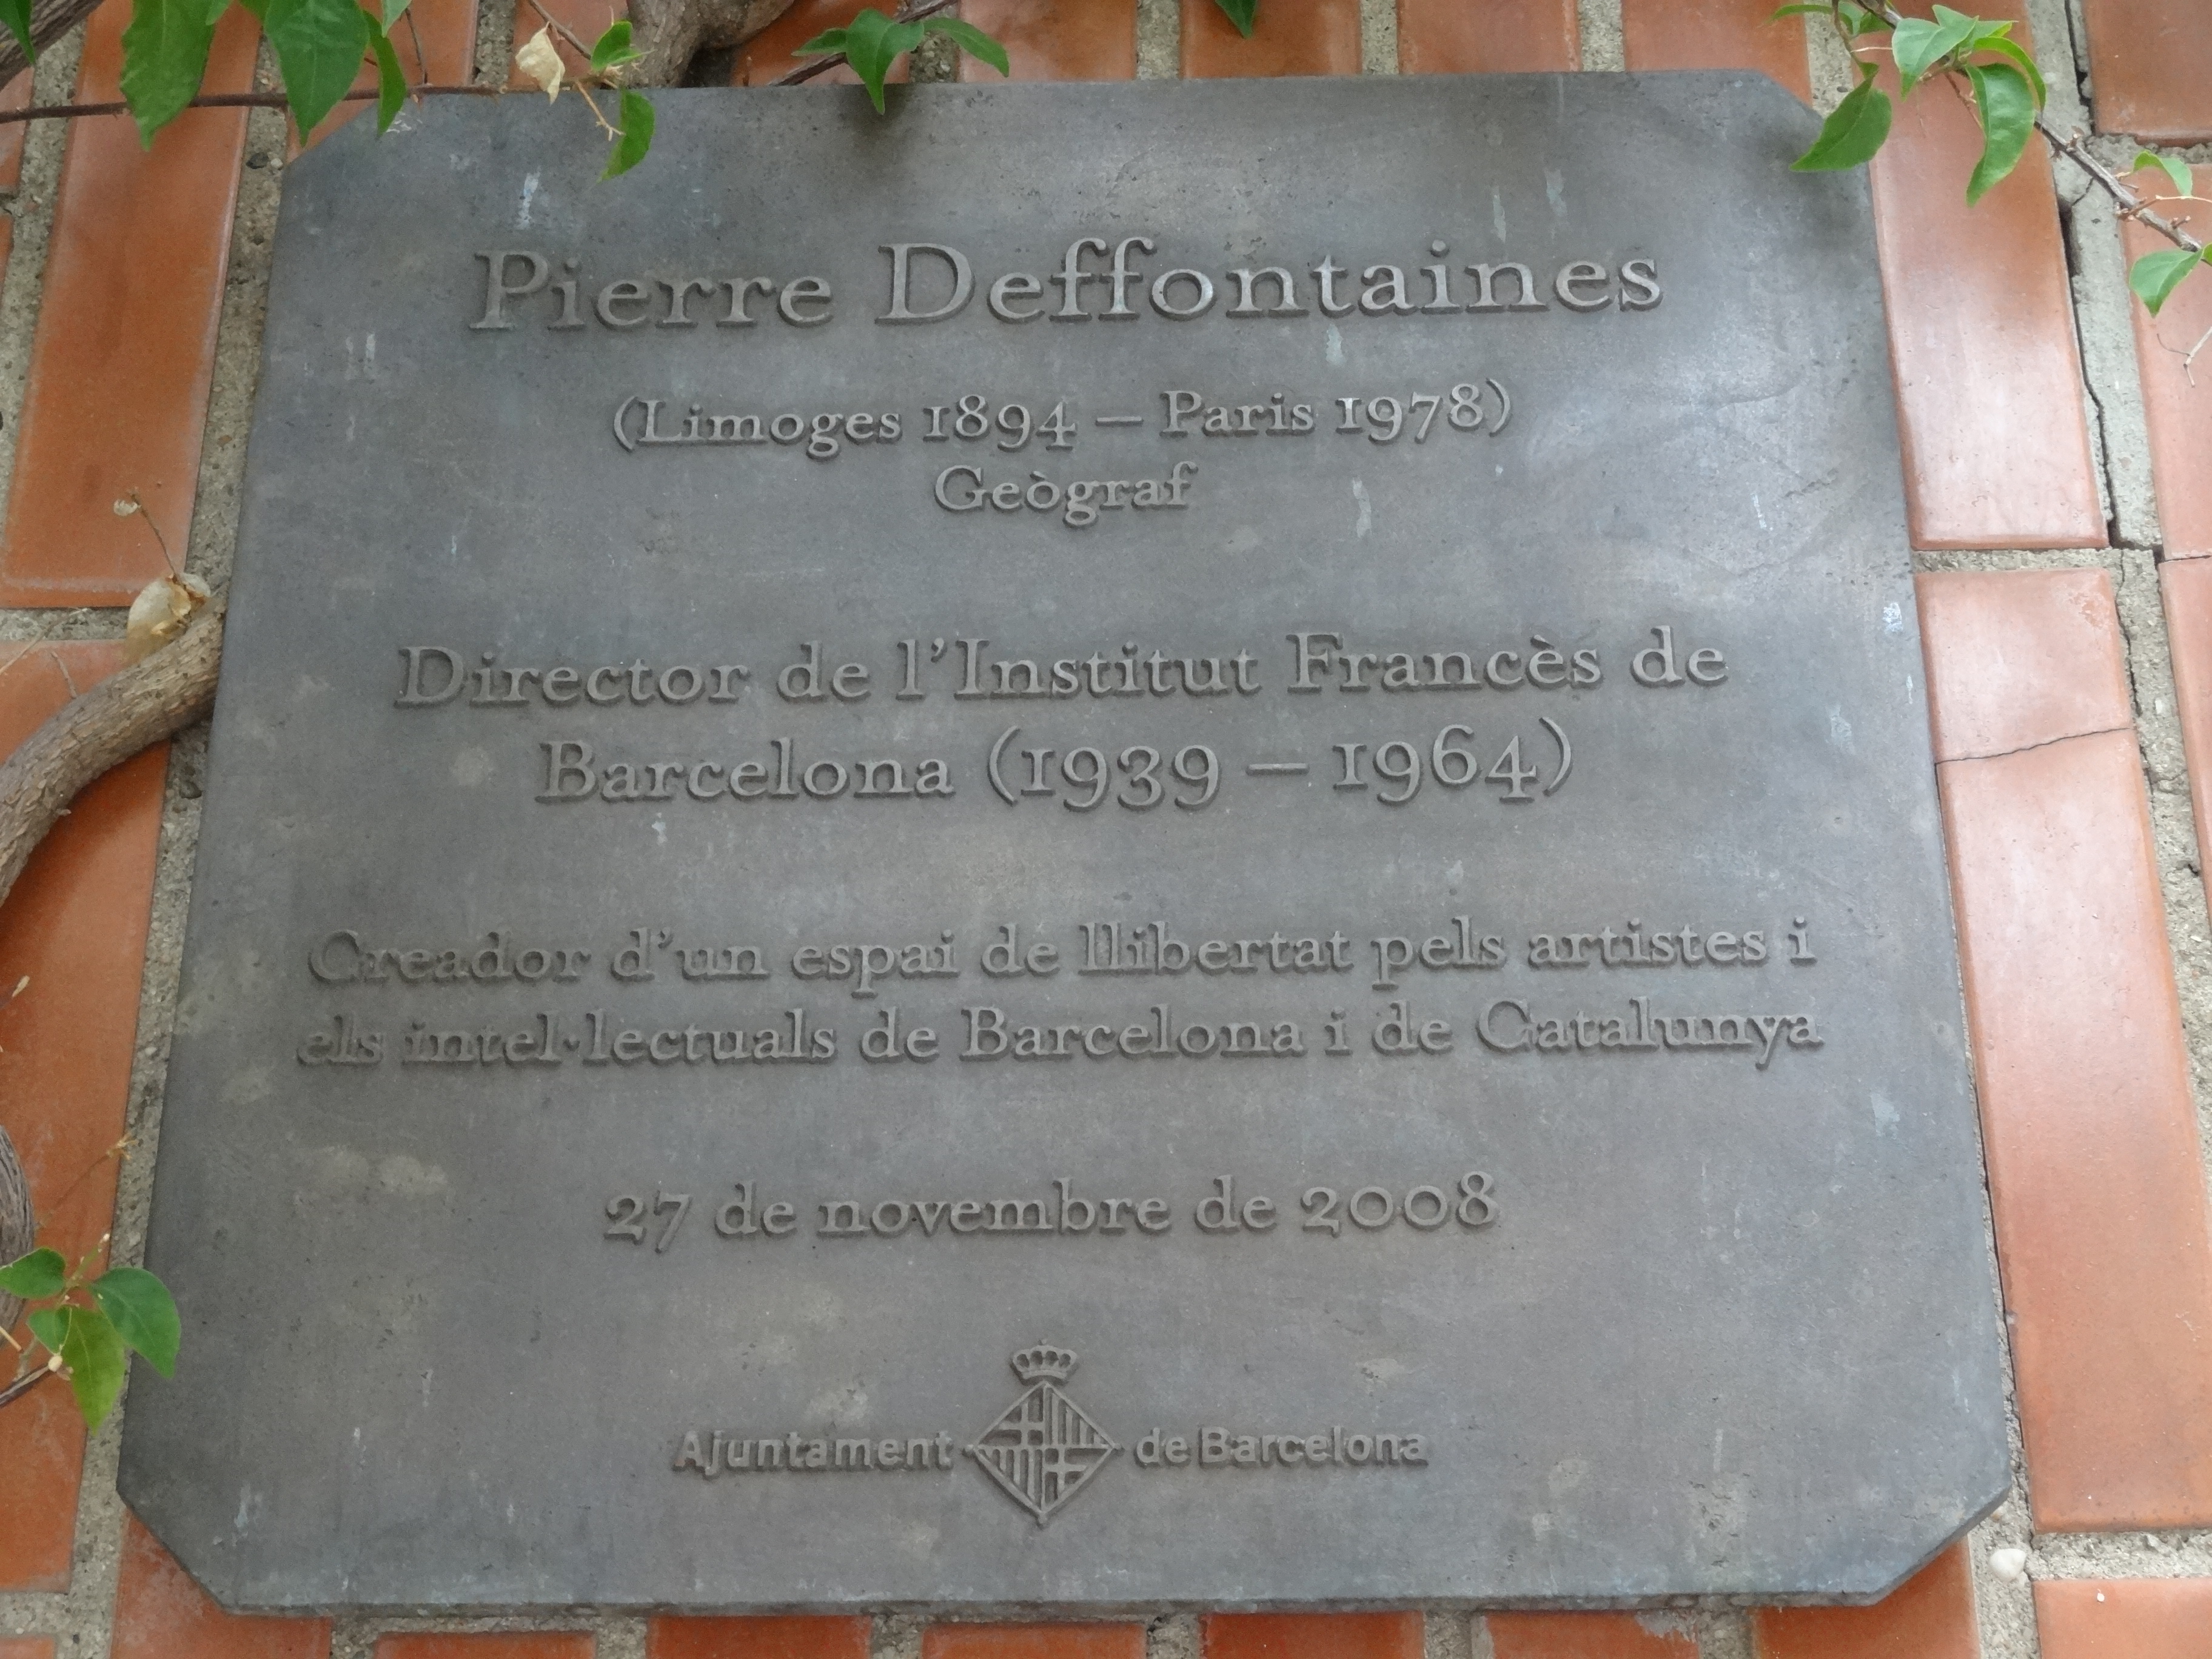 Pierre Deffontaines
(Limoges 1894 – Paris 1978)
Geògraf
Director de l'Institut Francès de
Barcelona (1939 – 1964)
Creador d'un espai de llibertat pels artistes i
els intel·lectuals de Barcelona i de Catalunya
27 de novembre de 2008
Ajuntament de Barcelona